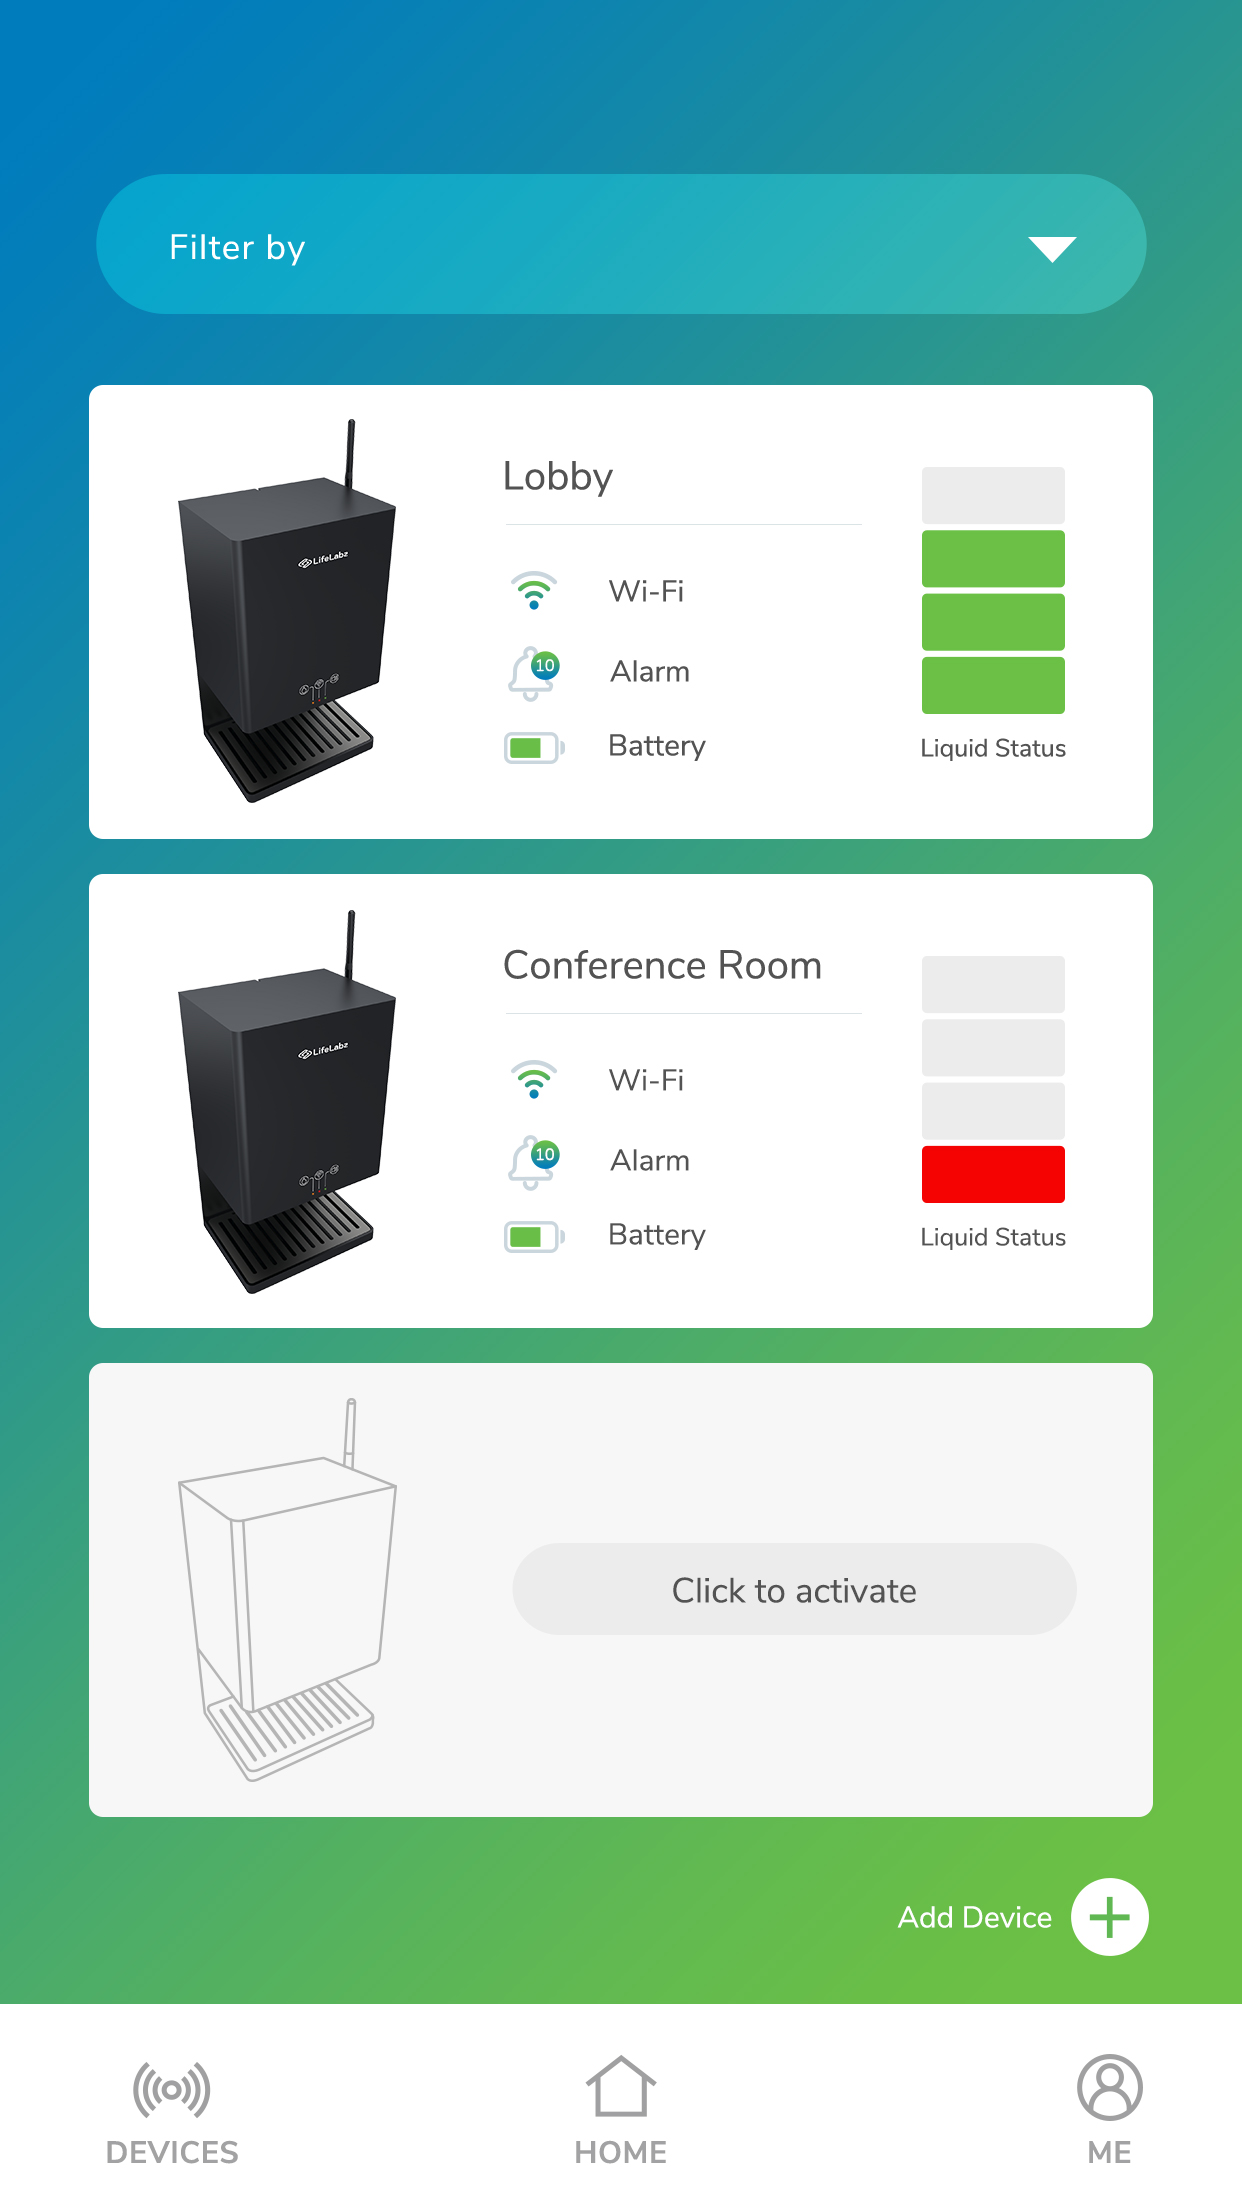 Filter by
LifeLabz
Lobby
Wi-Fi
10
Alarm
Battery
Liquid Status
LifeLabz
Conference Room
Wi-Fi
10
Alarm
Battery
Liquid Status
Click to activate
Add Device
DEVICES
HOME
ME